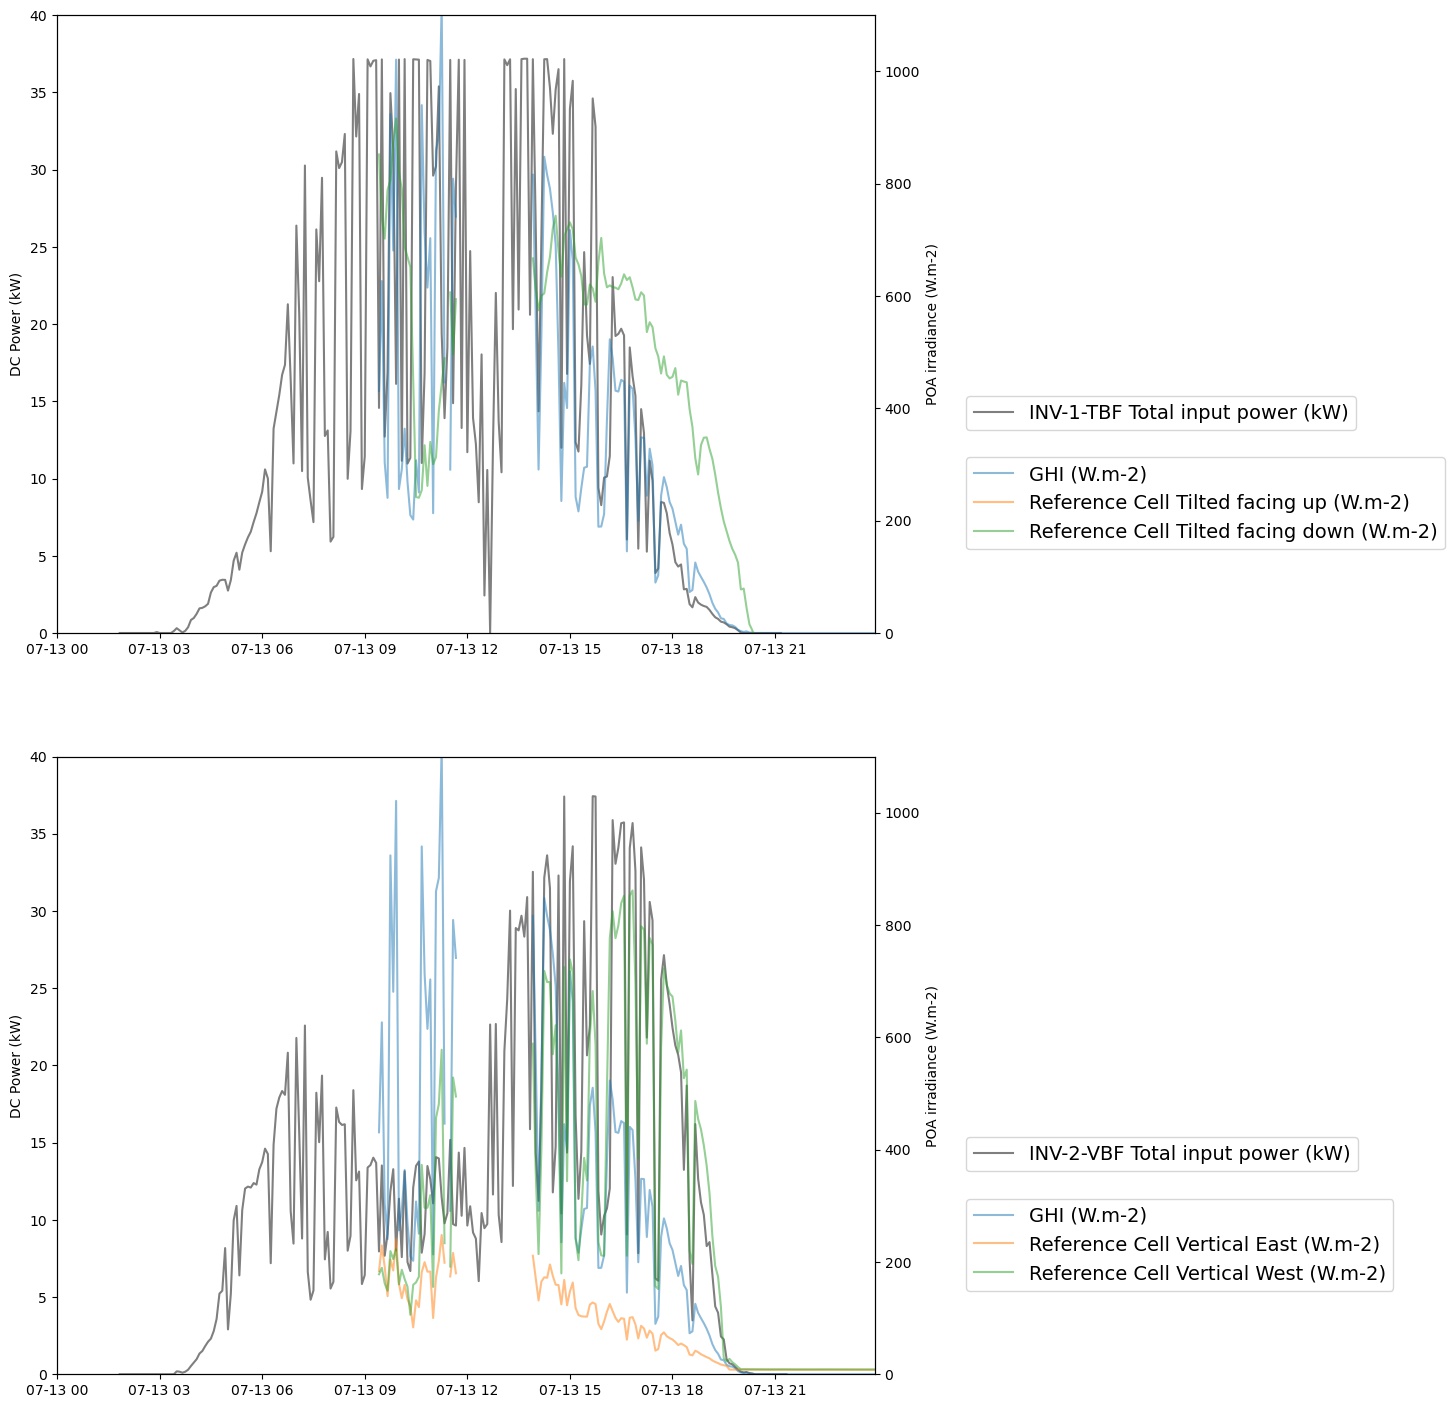 40
35
30
25
20
15
10
5
0
DC Power (kW)
1000
800
600
400
200
0
POA irradiance (W.m-2)
07-13 00 07-13 03 07-13 06 07-13 09 07-13 12 07-13 15 07-13 18 07-13 21
INV-1-TBF Total input power (kW)
GHI (W.m-2)
Reference Cell Tilted facing up (W.m-2)
Reference Cell Tilted facing down (W.m-2)
40
35
30
25
20
15
10
5
0
DC Power (kW)
1000
800
600
400
200
0
POA irradiance (W.m-2)
07-13 00 07-13 03 07-13 06 07-13 09 07-13 12 07-13 15 07-13 18 07-13 21
INV-2-VBF Total input power (kW)
GHI (W.m-2)
Reference Cell Vertical East (W.m-2)
Reference Cell Vertical West (W.m-2)